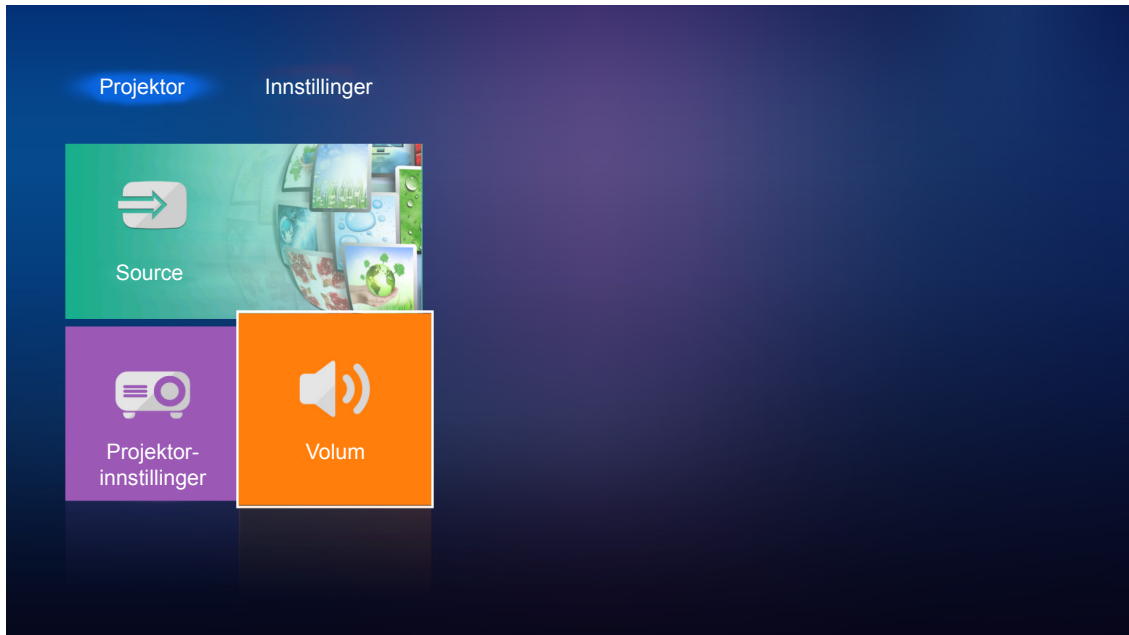 Projektor
Innstillinger
Source
Projektor-
innstillinger
Volum